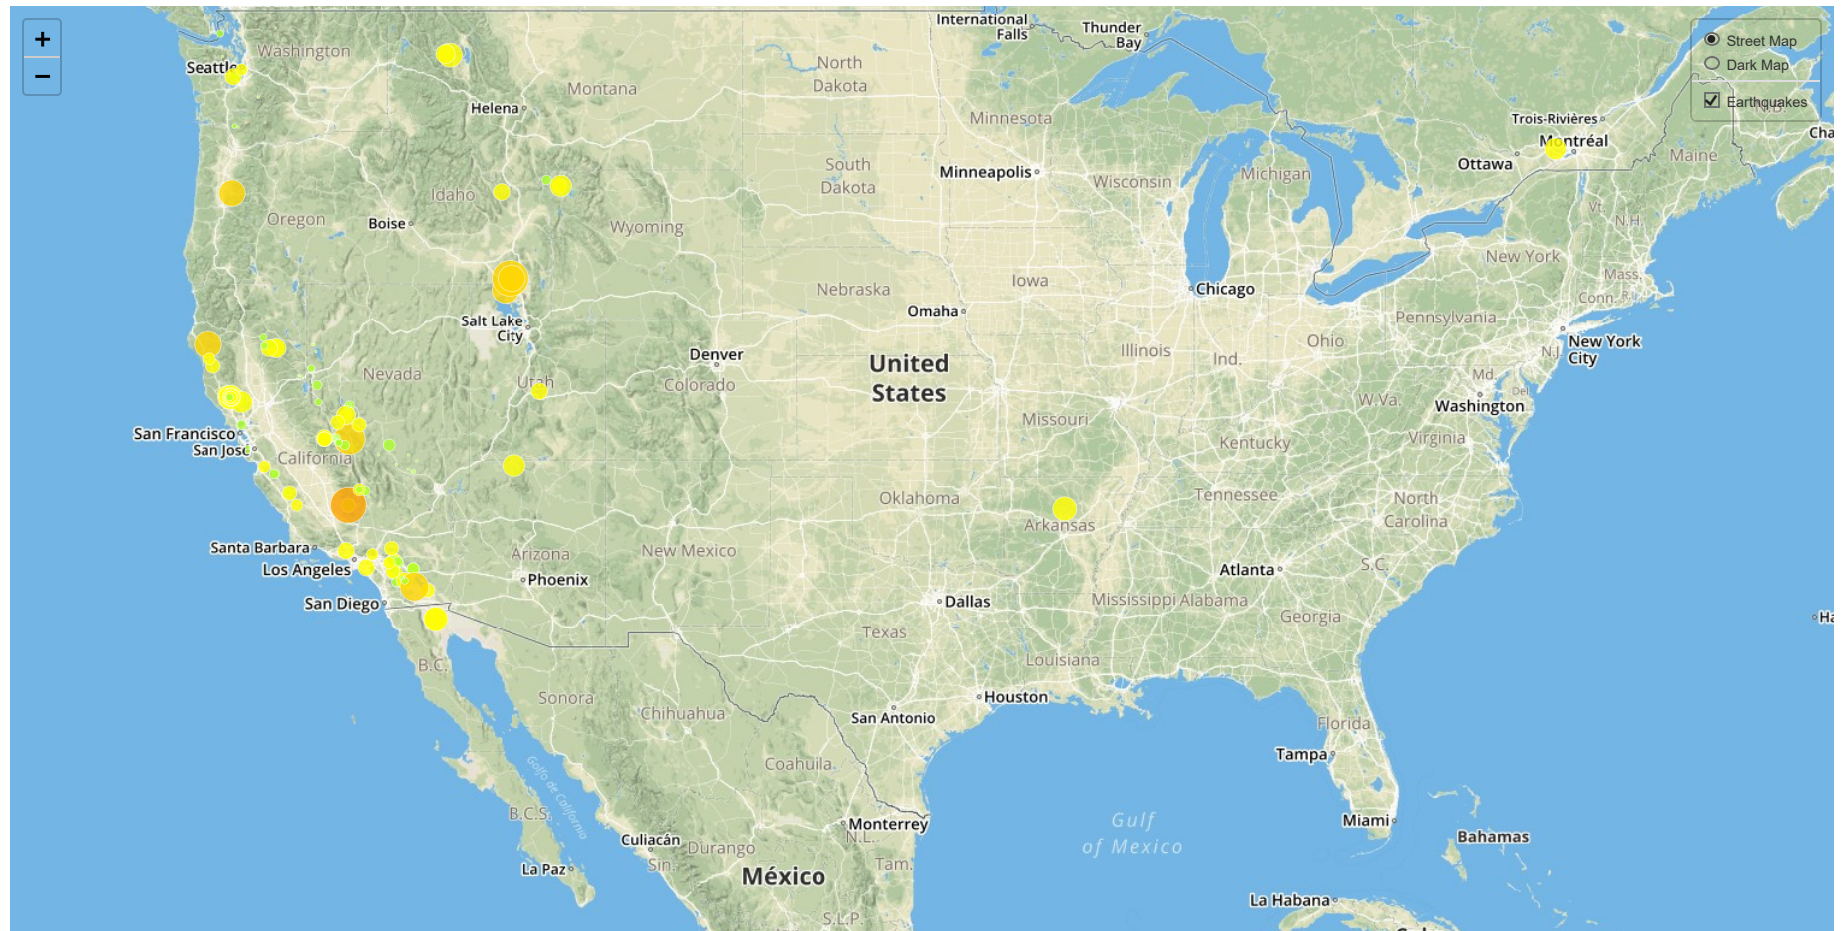 +
−
International
Falls
Thunder
Bay
Street Map
Dark Map
Earthquakes
N.B.
Washington
Seattle
North
Dakota
Montana
Helena
Minnesota
Trois-Rivières
Montréal
Ottawa
Maine
Cha
South
Dakota
Minneapolis
Wisconsin
Michigan
Idaho
Oregon
Boise
Wyoming
Vt.
N.H.
New York
Mass.
Conn.
R.I.
Nebraska
Iowa
Chicago
Omaha
Salt Lake
City
Pennsylvania
New York
City
N.J.
Denver
United
States
Illinois
Ind.
Ohio
Nevada
Utah
Colorado
Md.
Del.
Washington
W.Va.
Missouri
San Francisco
San Jose
California
Kentucky
Virginia
Oklahoma
Tennessee
North
Carolina
Arkansas
Santa Barbara
Los Angeles
Arizona
New Mexico
Phoenix
Atlanta
S.C.
San Diego
Dallas
Mississippi
Alabama
Georgia
Ha
Texas
B.C.
Louisiana
Sonora
Chihuahua
Houston
San Antonio
Florida
Tampa
Coahuila
Golfo de California
B.C.S.
Monterrey
N.L.
Gulf
of Mexico
Miami
Bahamas
Culiacán
Sin.
Durango
Tam.
La Paz
México
La Habana
S.L.P.